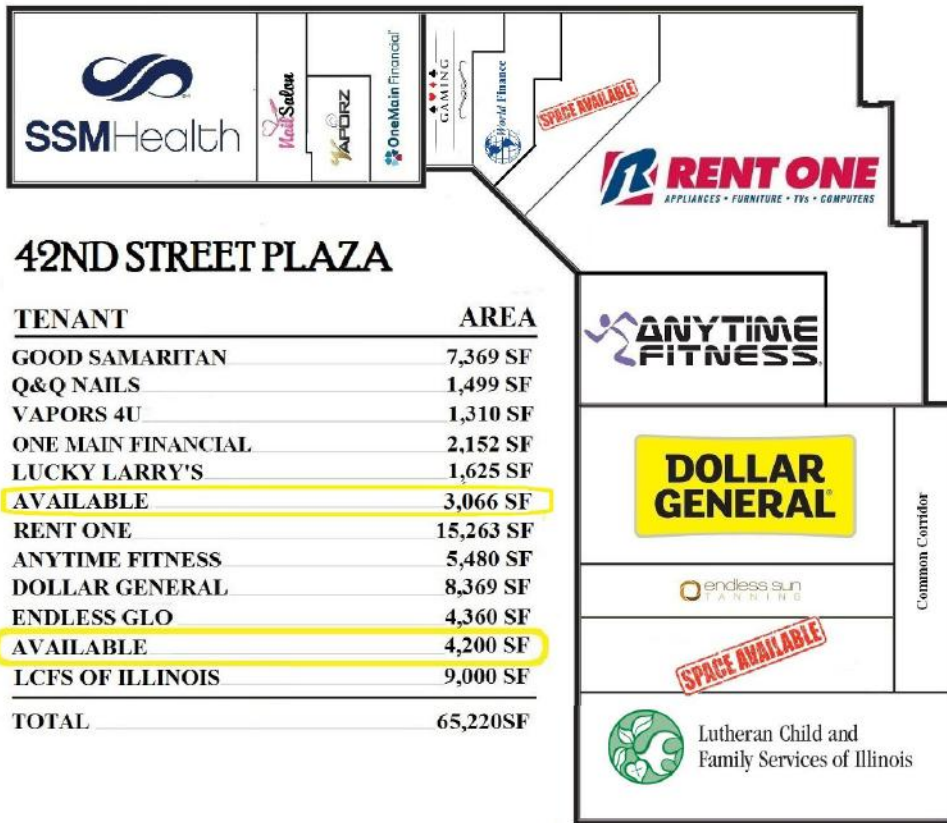 SSMHealth
Nail Salon
VAPORZ
OneMain Financial
GAMING
World Finance
SPACE AVAILABLE
RENT ONE
APPLIANCES • FURNITURE • TVs • COMPUTERS
42ND STREET PLAZA
TENANT AREA
GOOD SAMARITAN 7,369 SF
Q&Q NAILS 1,499 SF
VAPORS 4U 1,310 SF
ONE MAIN FINANCIAL 2,152 SF
LUCKY LARRY'S 1,625 SF
AVAILABLE 3,066 SF
RENT ONE 15,263 SF
ANYTIME FITNESS 5,480 SF
DOLLAR GENERAL 8,369 SF
ENDLESS GLO 4,360 SF
AVAILABLE 4,200 SF
LCFS OF ILLINOIS 9,000 SF
TOTAL 65,220SF
ANYTIME
FITNESS
DOLLAR
GENERAL
Common Corridor
endless sun
TANNING
SPACE AVAILABLE
Lutheran Child and
Family Services of Illinois